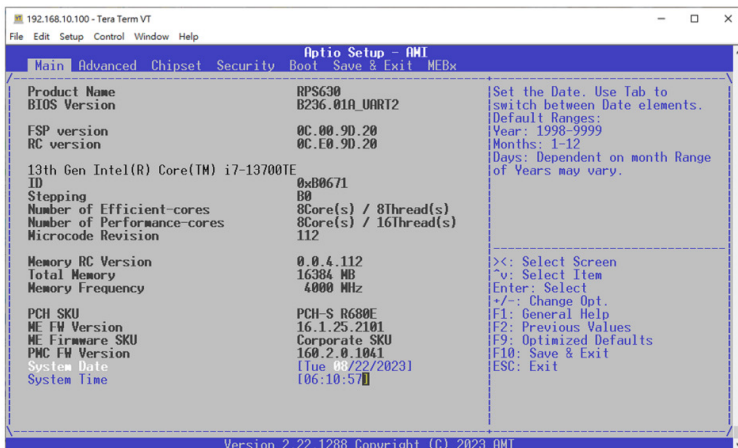 192.168.10.100 - Tera Term VT
File Edit Setup Control Window Help
Aptio Setup - AMI
Main Advanced Chipset Security Boot Save & Exit MEBx
Product Name RPS630
BIOS Version B236.01A_UART2
FSP version 0C.00.9D.20
RC version 0C.E0.9D.20
13th Gen Intel(R) Core(TM) i7-13700TE
ID 0xB0671
Stepping B0
Number of Efficient-cores 8Core(s) / 8Thread(s)
Number of Performance-cores 8Core(s) / 16Thread(s)
Microcode Revision 112
Memory RC Version 0.0.4.112
Total Memory 16384 MB
Memory Frequency 4000 MHz
PCH SKU PCH-S R680E
ME FW Version 16.1.25.2101
ME Firmware SKU Corporate SKU
PMC FW Version 160.2.0.1041
System Date [Tue 08/22/2023]
System Time [06:10:57]
Set the Date. Use Tab to
switch between Date elements.
Default Ranges:
Year: 1998-9999
Months: 1-12
Days: Dependent on month Range
of Years may vary.
><: Select Screen
^v: Select Item
Enter: Select
+/-: Change Opt.
F1: General Help
F2: Previous Values
F9: Optimized Defaults
F10: Save & Exit
ESC: Exit
Version 2.22.1288 Copyright (C) 2023 AMI